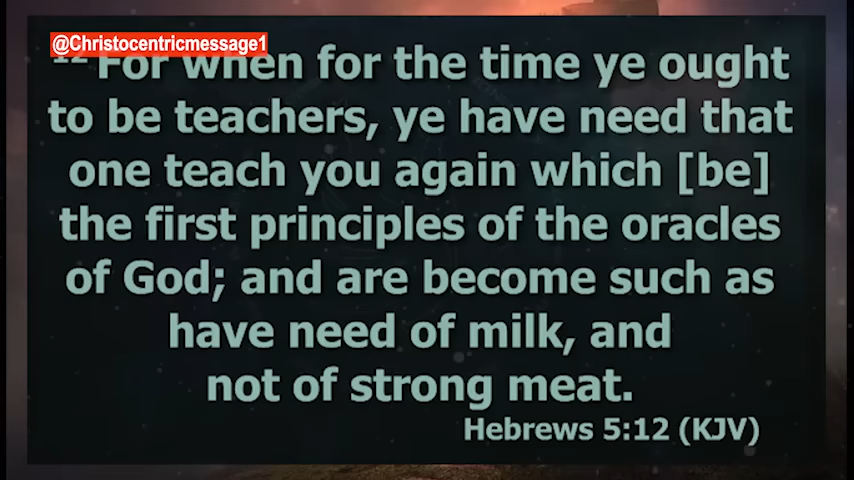 @Christocentricmessage1
12 For when for the time ye ought
to be teachers, ye have need that
one teach you again which [be]
the first principles of the oracles
of God; and are become such as
have need of milk, and
not of strong meat.
Hebrews 5:12 (KJV)